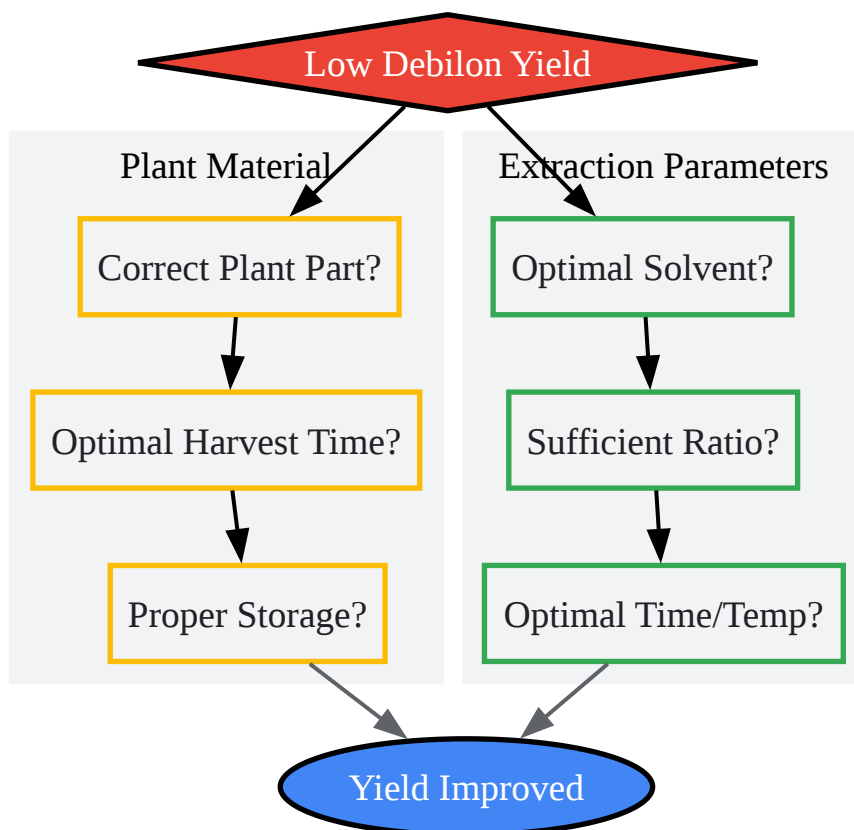 Low Debilon Yield
Plant Material
Correct Plant Part?
Optimal Harvest Time?
Proper Storage?
Extraction Parameters
Optimal Solvent?
Sufficient Ratio?
Optimal Time/Temp?
Yield Improved